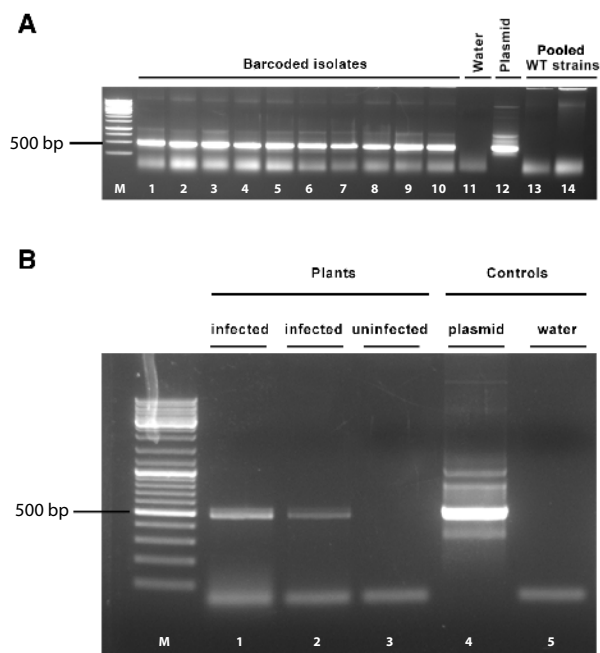 A
Barcoded isolates
Water
Plasmid
Pooled
WT strains
500 bp
M 1 2 3 4 5 6 7 8 9 10 11 12 13 14
B
Plants Controls
infected infected uninfected plasmid water
500 bp
M 1 2 3 4 5